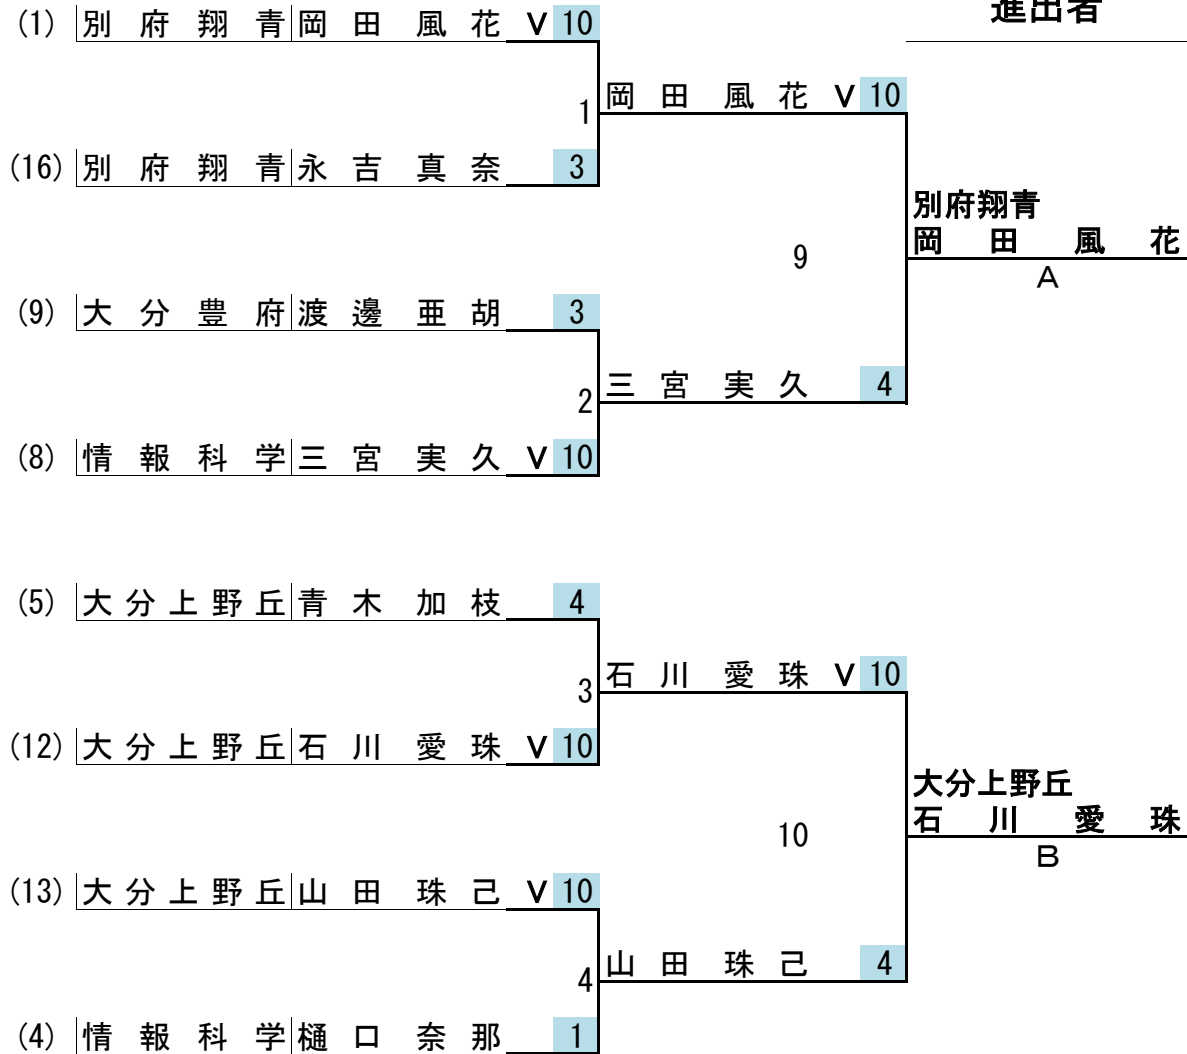 進出者
(1) 別府翔青 岡田風花 V 10
1 岡田風花 V 10
(16) 別府翔青 永吉真奈 3
別府翔青
岡田風花
9
A
(9) 大分豊府 渡邊亜胡 3
2 三宮実久 4
(8) 情報科学 三宮実久 V 10
(5) 大分上野丘 青木加枝 4
3 石川愛珠 V 10
(12) 大分上野丘 石川愛珠 V 10
大分上野丘
石川愛珠
10
B
(13) 大分上野丘 山田珠己 V 10
4 山田珠己 4
(4) 情報科学 樋口奈那 1